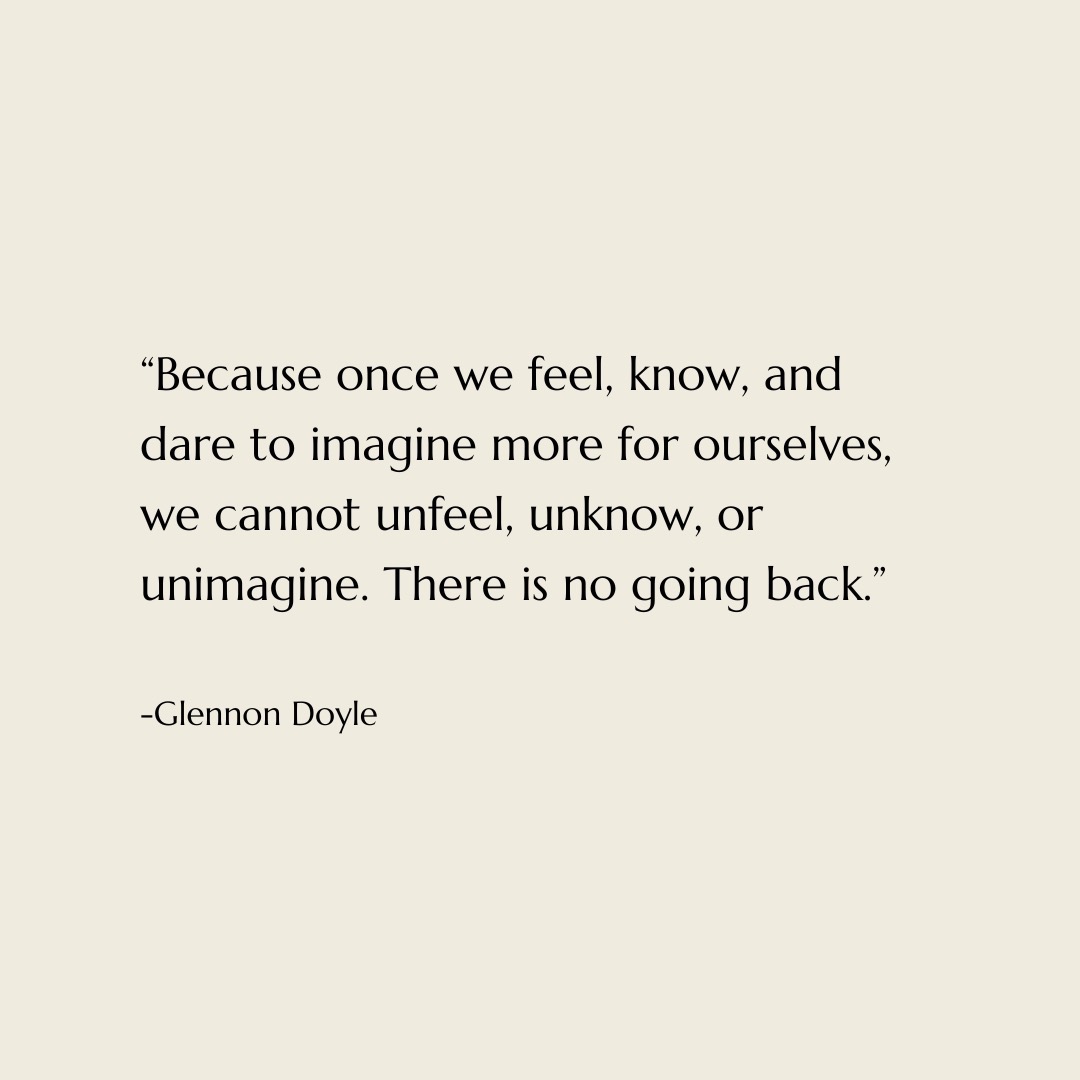 “Because once we feel, know, and
dare to imagine more for ourselves,
we cannot unfeel, unknow, or
unimagine. There is no going back.”
-Glennon Doyle